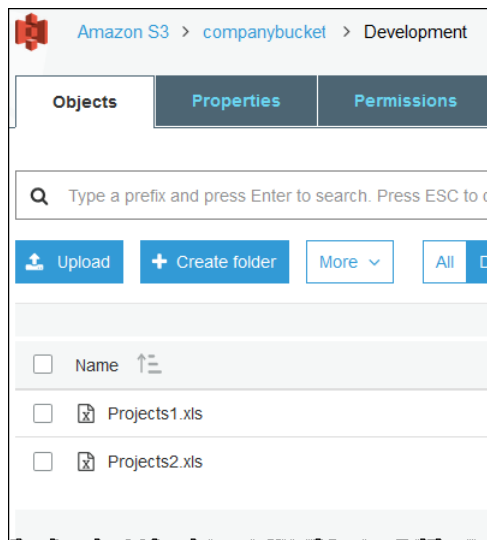 Amazon S3 > companybucket > Development
Objects Properties Permissions
Type a prefix and press Enter to search. Press ESC to
Upload + Create folder More All
Name
Projects1.xls
Projects2.xls